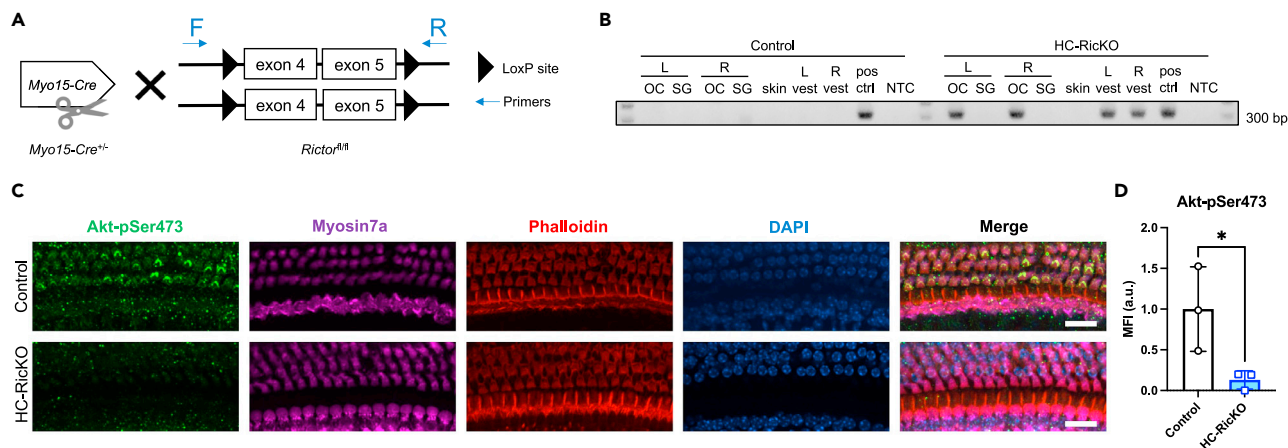 A
F
R
Myo15-Cre
exon 4
exon 5
exon 4
exon 5
LoxP site
Primers
Myo15-Cre+/-
Rictorfl/fl
B
Control
HC-RicKO
L R L R pos
OC SG OC SG skin vest vest ctrl NTC
L R L R pos
OC SG OC SG skin vest vest ctrl NTC
300 bp
C
Akt-pSer473
Myosin7a
Phalloidin
DAPI
Merge
Control
HC-RicKO
D
Akt-pSer473
*
MFI (a.u.)
2.0
1.5
1.0
0.5
0.0
Control
HC-RicKO